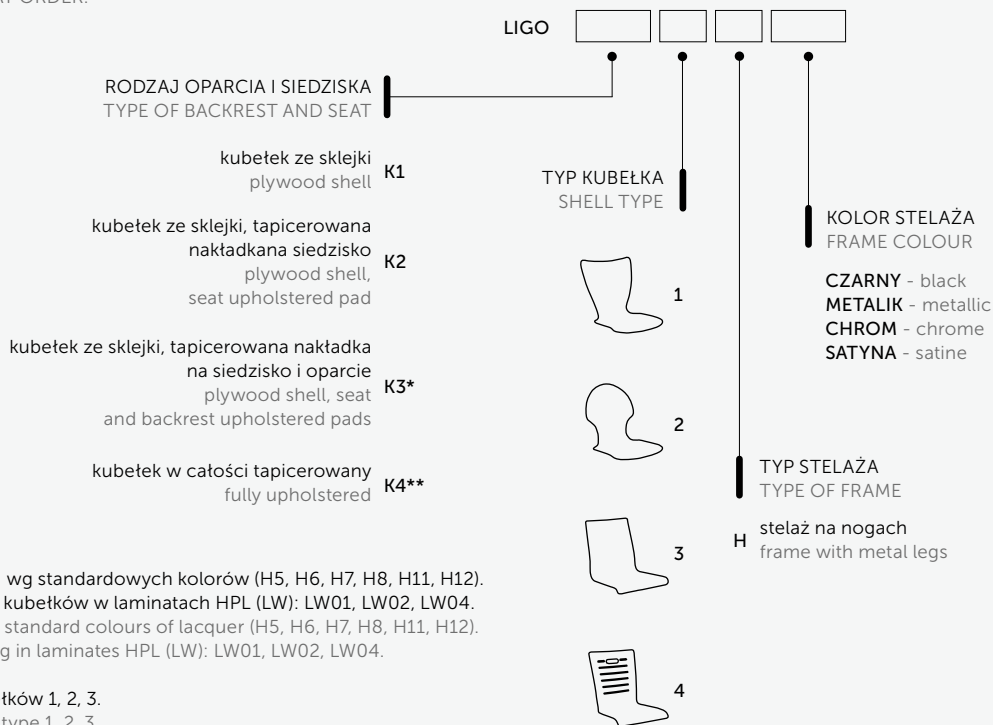 ORDER.
LIGO
RODZAJ OPARCIA I SIEDZISKA
TYPE OF BACKREST AND SEAT
kubełek ze sklejki
plywood shell
K1
kubełek ze sklejki, tapicerowana
nakładkana siedzisko
plywood shell,
seat upholstered pad
K2
kubełek ze sklejki, tapicerowana nakładka
na siedzisko i oparcie
plywood shell, seat
and backrest upholstered pads
K3*
kubełek w całości tapicerowany
fully upholstered
K4**
TYP KUBEŁKA
SHELL TYPE
1
2
3
4
TYP STELAŻA
TYPE OF FRAME
H
stelaż na nogach
frame with metal legs
KOLOR STELAŻA
FRAME COLOUR
CZARNY - black
METALIK - metallic
CHROM - chrome
SATYNA - satine
wg standardowych kolorów (H5, H6, H7, H8, H11, H12).
kubełków w laminatach HPL (LW): LW01, LW02, LW04.
standard colours of lacquer (H5, H6, H7, H8, H11, H12).
in laminates HPL (LW): LW01, LW02, LW04.
łków 1, 2, 3.
type 1, 2, 3.